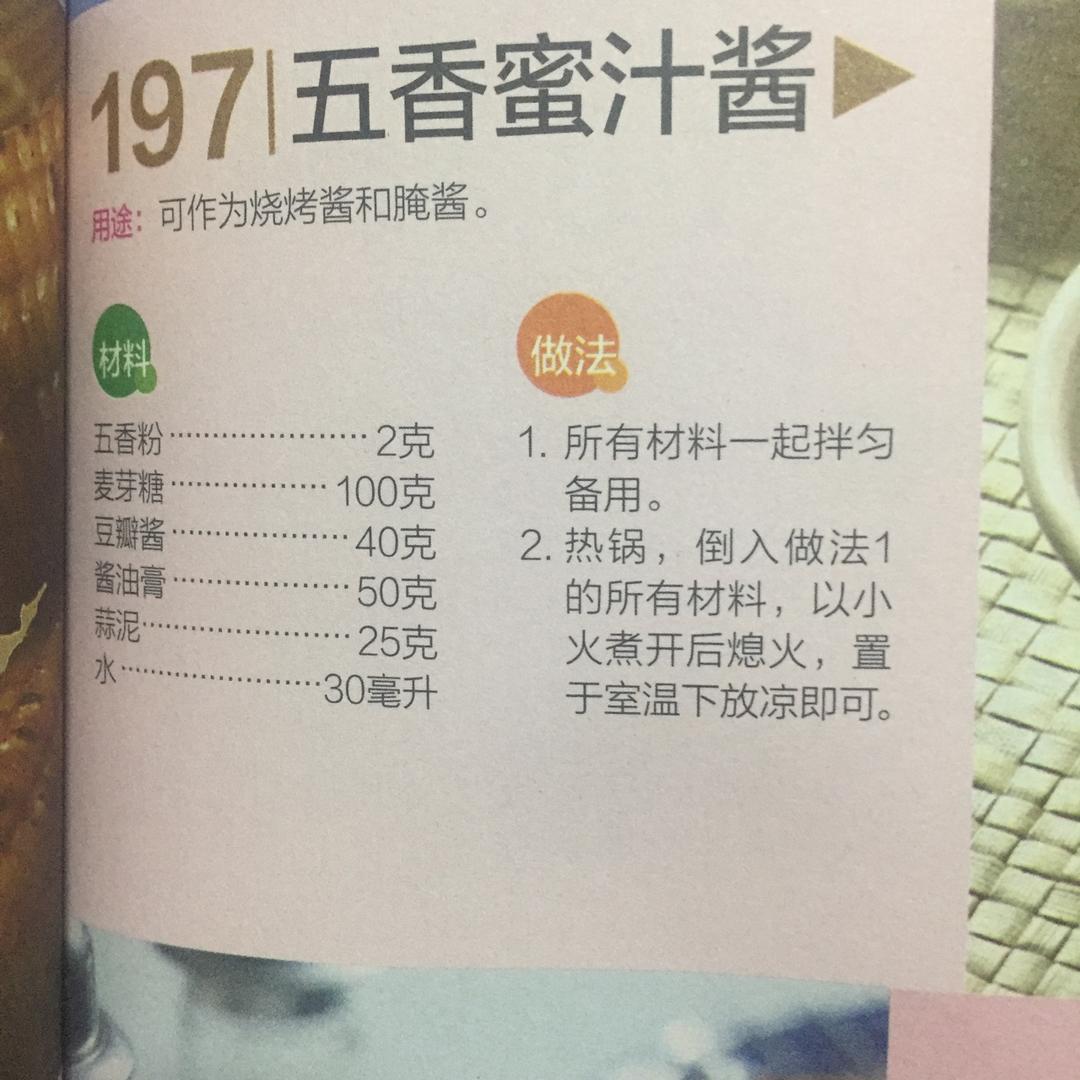 197 五香蜜汁酱
用途：可作为烧烤酱和腌酱。
材料
五香粉…………………2克
麦芽糖……………100克
豆瓣酱………………40克
酱油膏………………50克
蒜泥…………………25克
水…………………30毫升
做法
1. 所有材料一起拌匀
备用。
2. 热锅，倒入做法1
的所有材料，以小
火煮开后熄火，置
于室温下放凉即可。